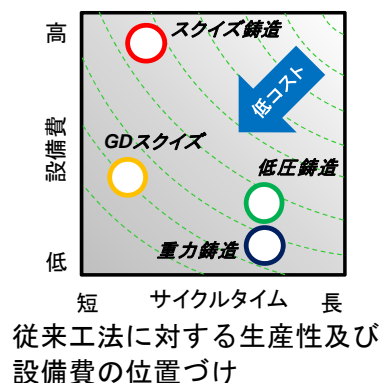 高
スクイズ鋳造
低コスト
設備費
GDスクイズ
低圧鋳造
重力鋳造
低
短
サイクルタイム
長
従来工法に対する生産性及び
設備費の位置づけ